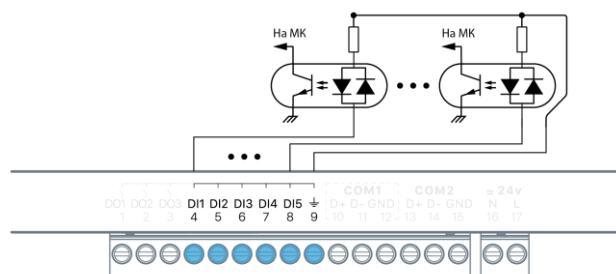 На МК На МК
COM1 COM2 ≂ 24v
DO1 DO2 DO3 DI1 DI2 DI3 DI4 DI5 ⏚ D+ D- GND D+ D- GND N L
1 2 3 4 5 6 7 8 9 10 11 12 13 14 15 16 17